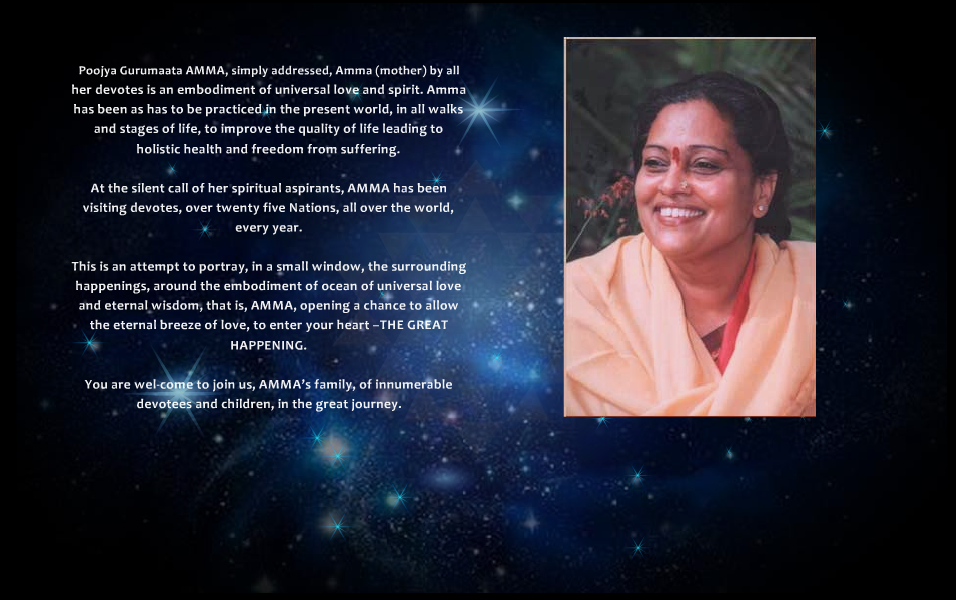 Poojya Gurumaata AMMA, simply addressed, Amma (mother) by all
her devotes is an embodiment of universal love and spirit. Amma
has been as has to be practiced in the present world, in all walks
and stages of life, to improve the quality of life leading to
holistic health and freedom from suffering.
At the silent call of her spiritual aspirants, AMMA has been
visiting devotes, over twenty five Nations, all over the world,
every year.
This is an attempt to portray, in a small window, the surrounding
happenings, around the embodiment of ocean of universal love
and eternal wisdom, that is, AMMA, opening a chance to allow
the eternal breeze of love, to enter your heart –THE GREAT
HAPPENING.
You are wel-come to join us, AMMA’s family, of innumerable
devotees and children, in the great journey.